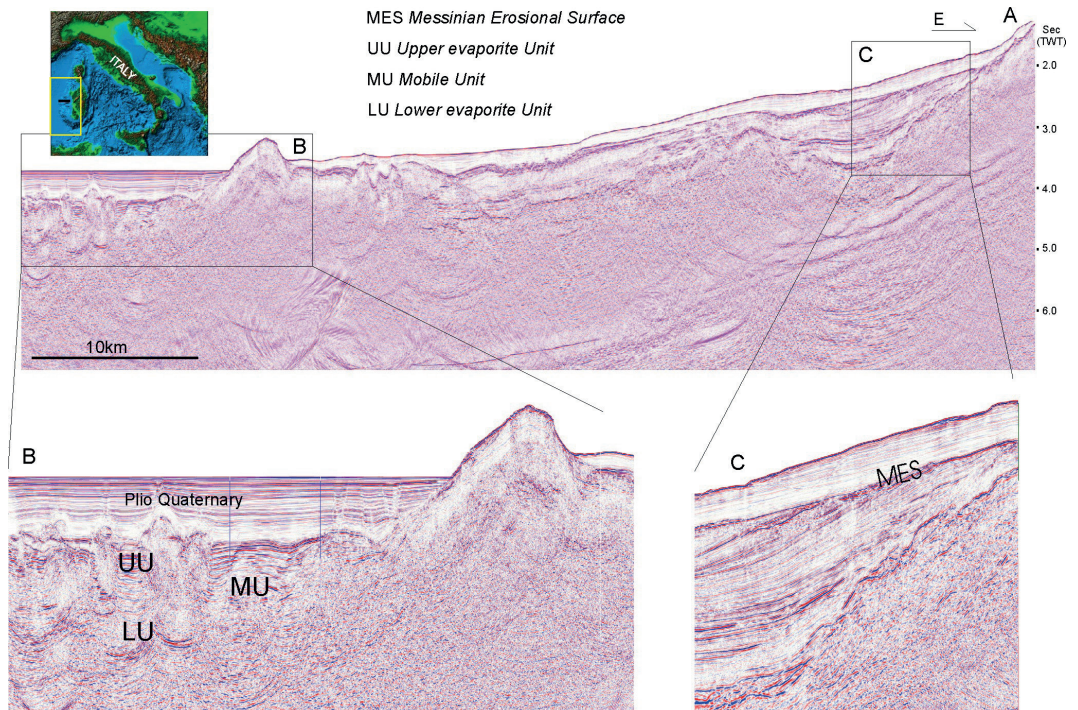 MES Messinian Erosional Surface
UU Upper evaporite Unit
MU Mobile Unit
LU Lower evaporite Unit
ITALY
E
A
Sec
(TWT)
2.0
3.0
4.0
5.0
6.0
C
B
10km
B
Plio Quaternary
UU
MU
LU
C
MES